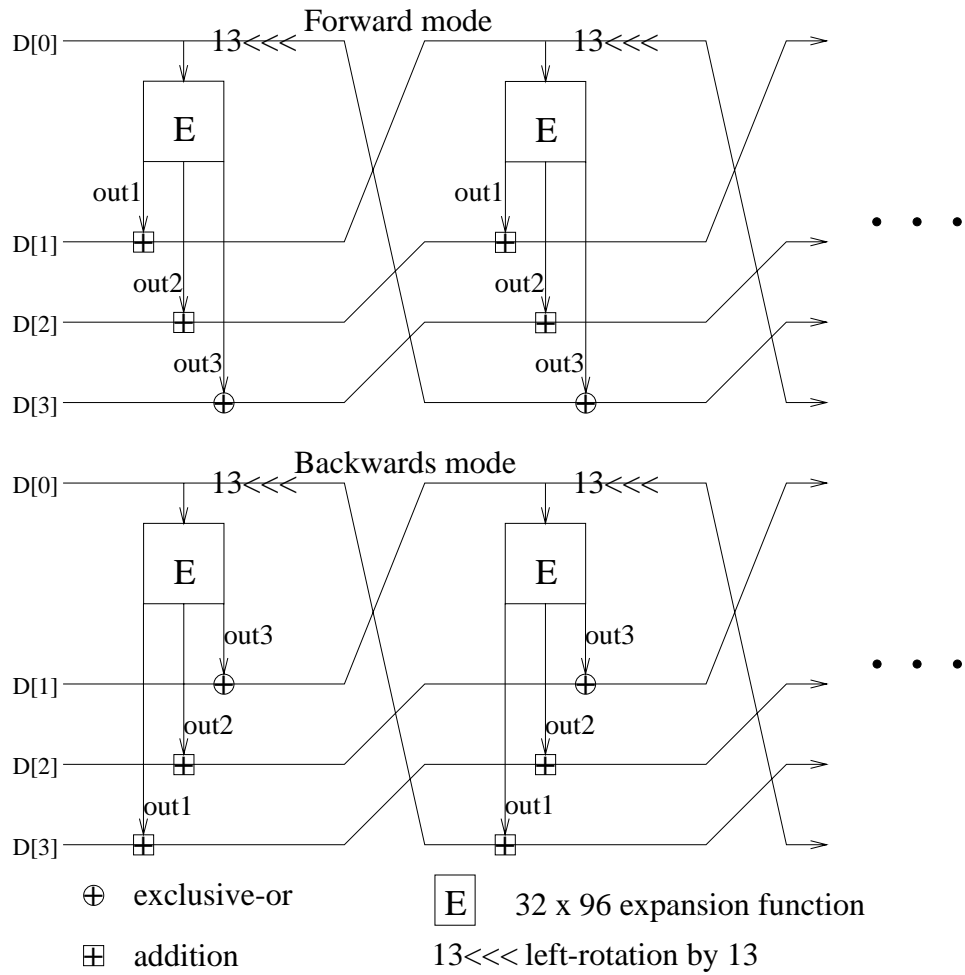 Forward mode
D[0] 13<<< 13<<<
E E
out1 out1
D[1]
out2 out2
D[2]
out3 out3
D[3]
Backwards mode
D[0] 13<<< 13<<<
E E
out3 out3
D[1]
out2 out2
D[2]
out1 out1
D[3]
exclusive-or E 32 x 96 expansion function
addition 13<<< left-rotation by 13